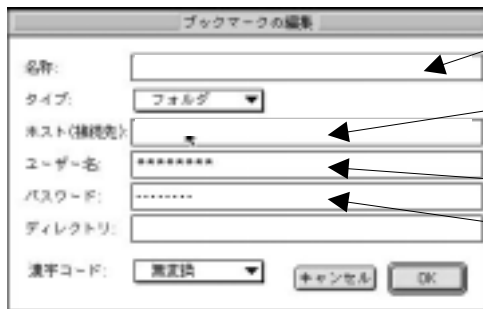 ブックマークの編集
名称:
タイプ: フォルダ
ホスト(接続先):
ユーザー名: ********
パスワード: --------
ディレクトリ:
漢字コード: 無変換 キャンセル OK